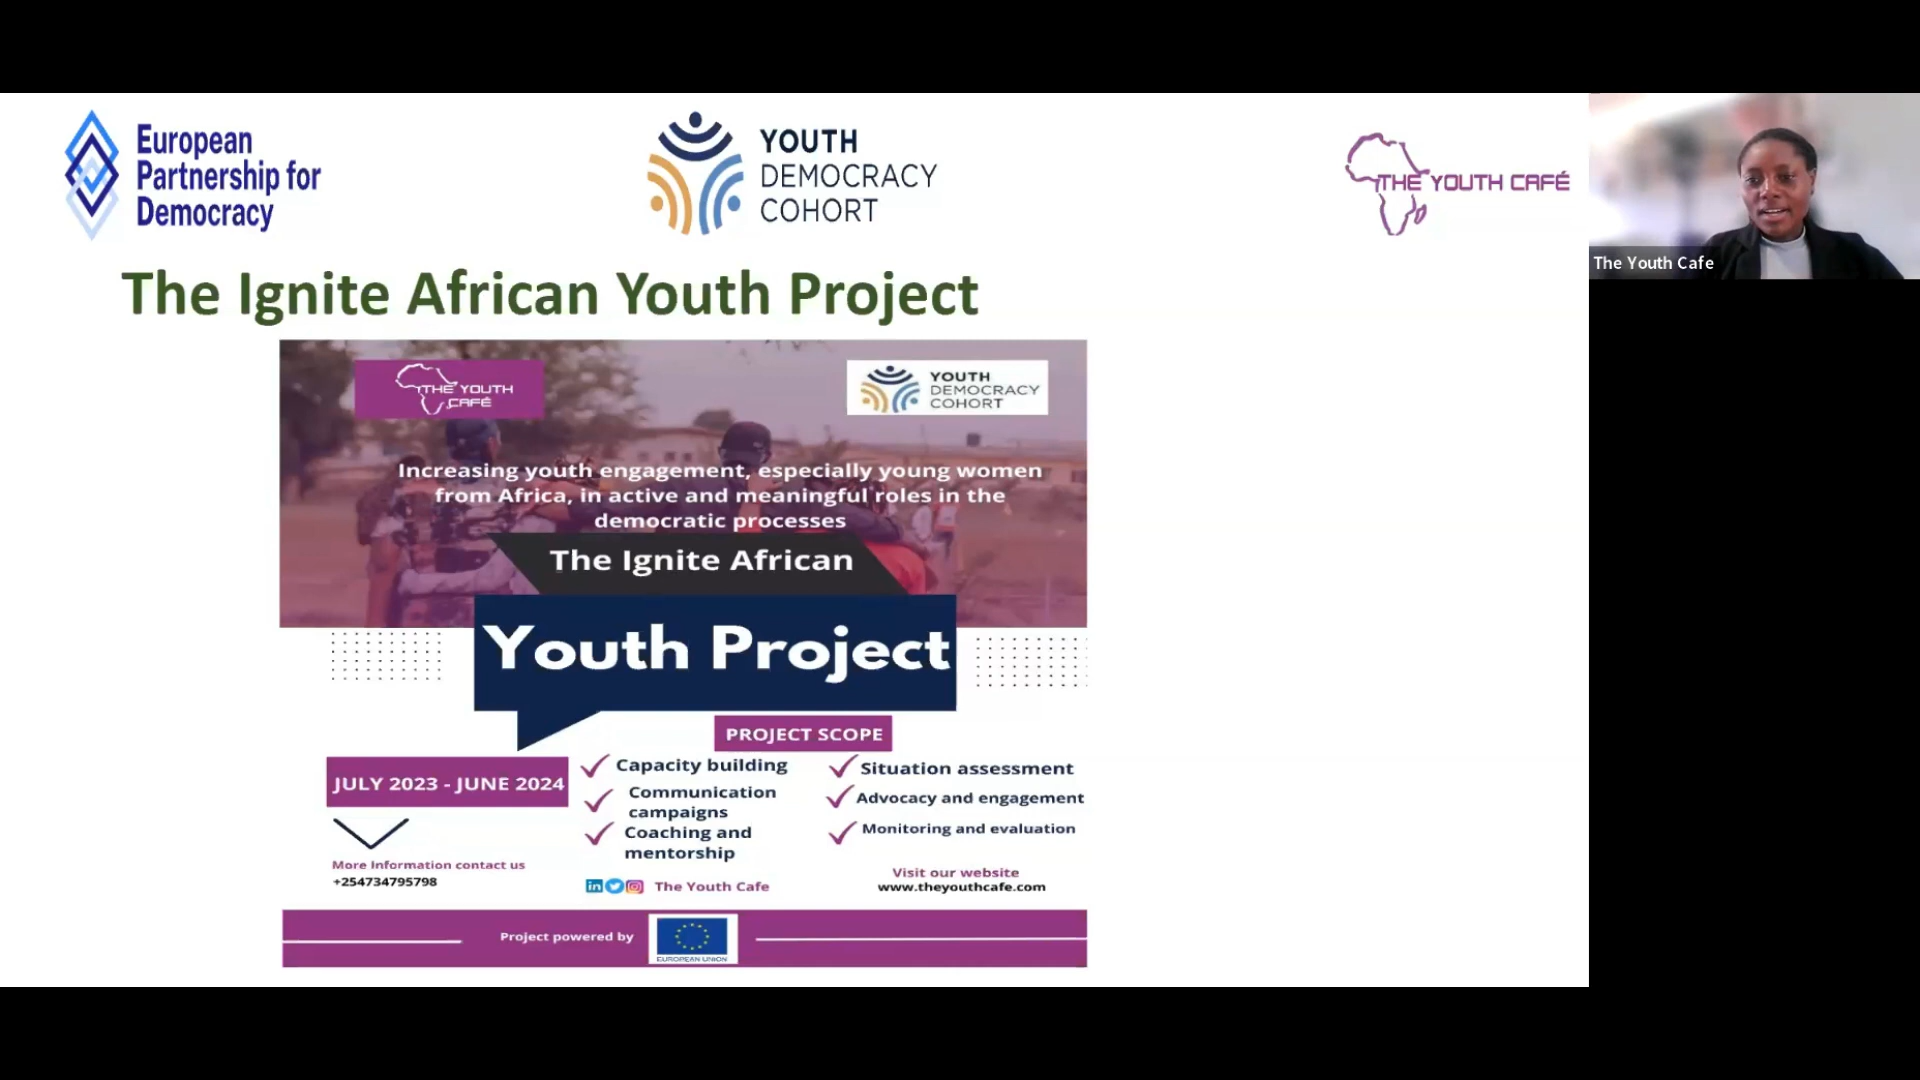 European
Partnership for
Democracy
YOUTH
DEMOCRACY
COHORT
THE YOUTH CAFÉ
The Youth Cafe
The Ignite African Youth Project
THE YOUTH
CAFÉ
YOUTH
DEMOCRACY
COHORT
Increasing youth engagement, especially young women
from Africa, in active and meaningful roles in the
democratic processes
The Ignite African
Youth Project
PROJECT SCOPE
JULY 2023 - JUNE 2024
Capacity building
Communication
campaigns
Coaching and
mentorship
Situation assessment
Advocacy and engagement
Monitoring and evaluation
More Information contact us
+254734795798
in The Youth Cafe
Visit our website
www.theyouthcafe.com
Project powered by
EUROPEAN UNION